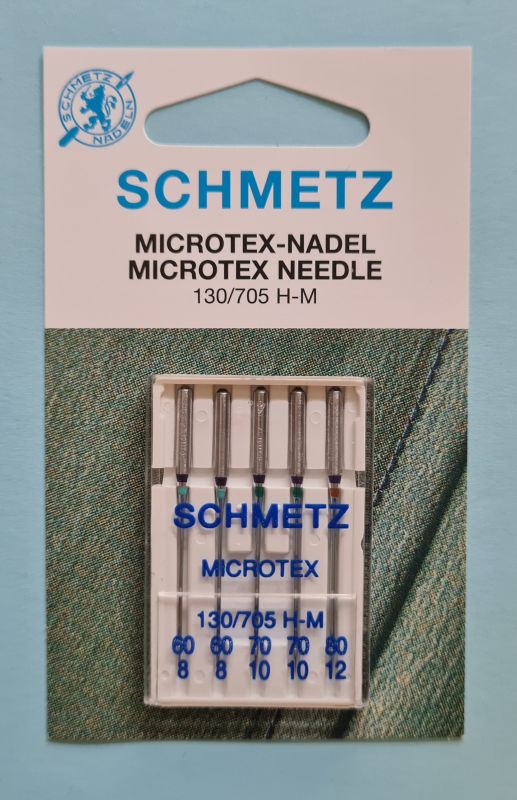 SCHMETZ
NADELN
SCHMETZ
MICROTEX-NADEL
MICROTEX NEEDLE
130/705 H-M
SCHMETZ
MICROTEX
130/705 H-M
60 60 70 70 80
8 8 10 10 12